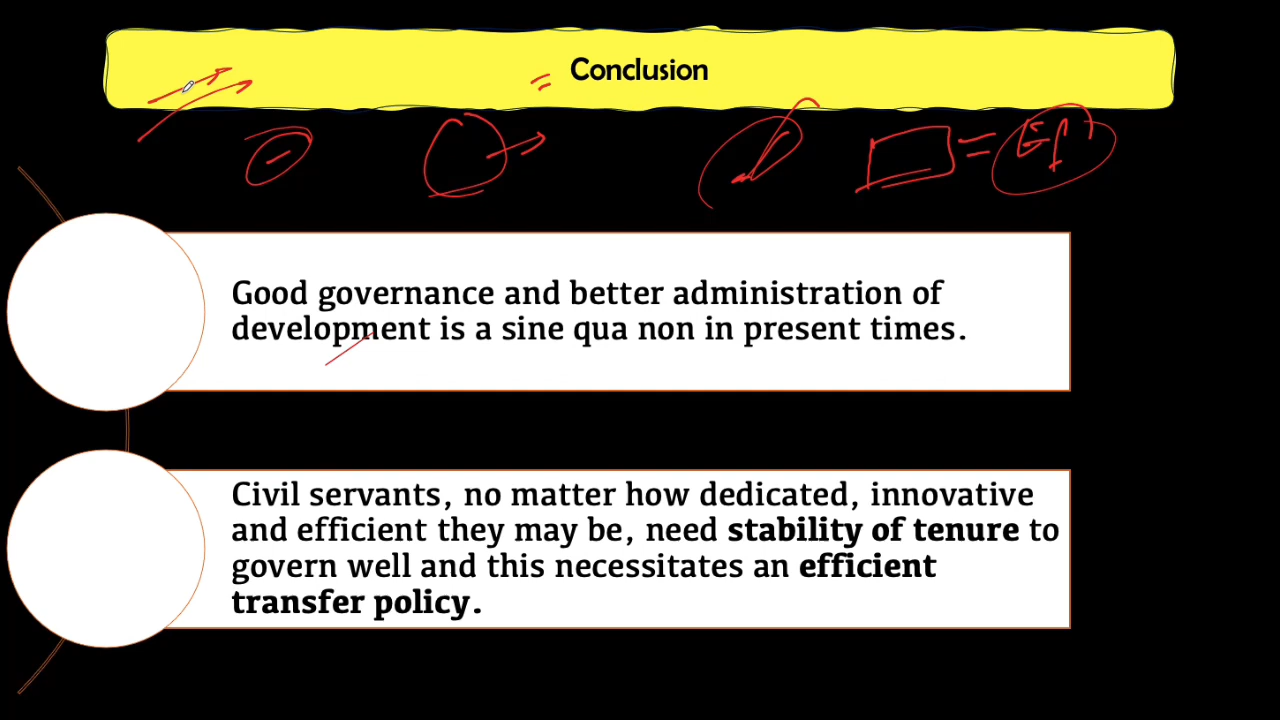 Conclusion
Good governance and better administration of
development is a sine qua non in present times.
Civil servants, no matter how dedicated, innovative
and efficient they may be, need stability of tenure to
govern well and this necessitates an efficient
transfer policy.